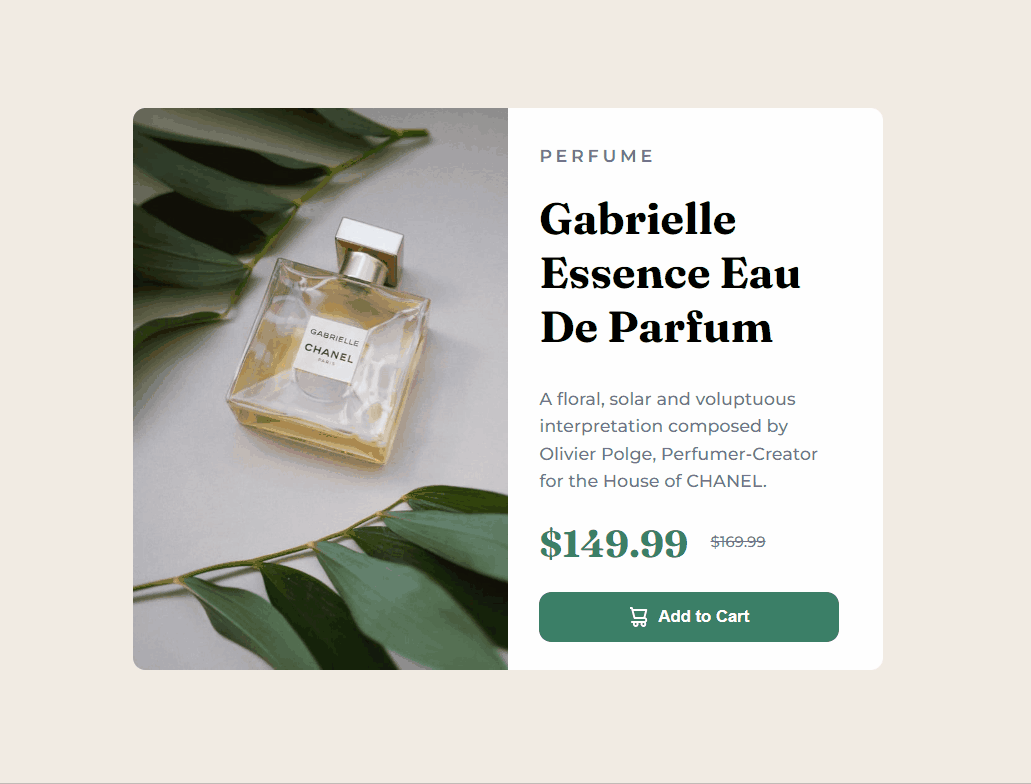 GABRIELLE
CHANEL
PARIS
PERFUME
Gabrielle
Essence Eau
De Parfum
A floral, solar and voluptuous
interpretation composed by
Olivier Polge, Perfumer-Creator
for the House of CHANEL.
$149.99 $169.99
Add to Cart